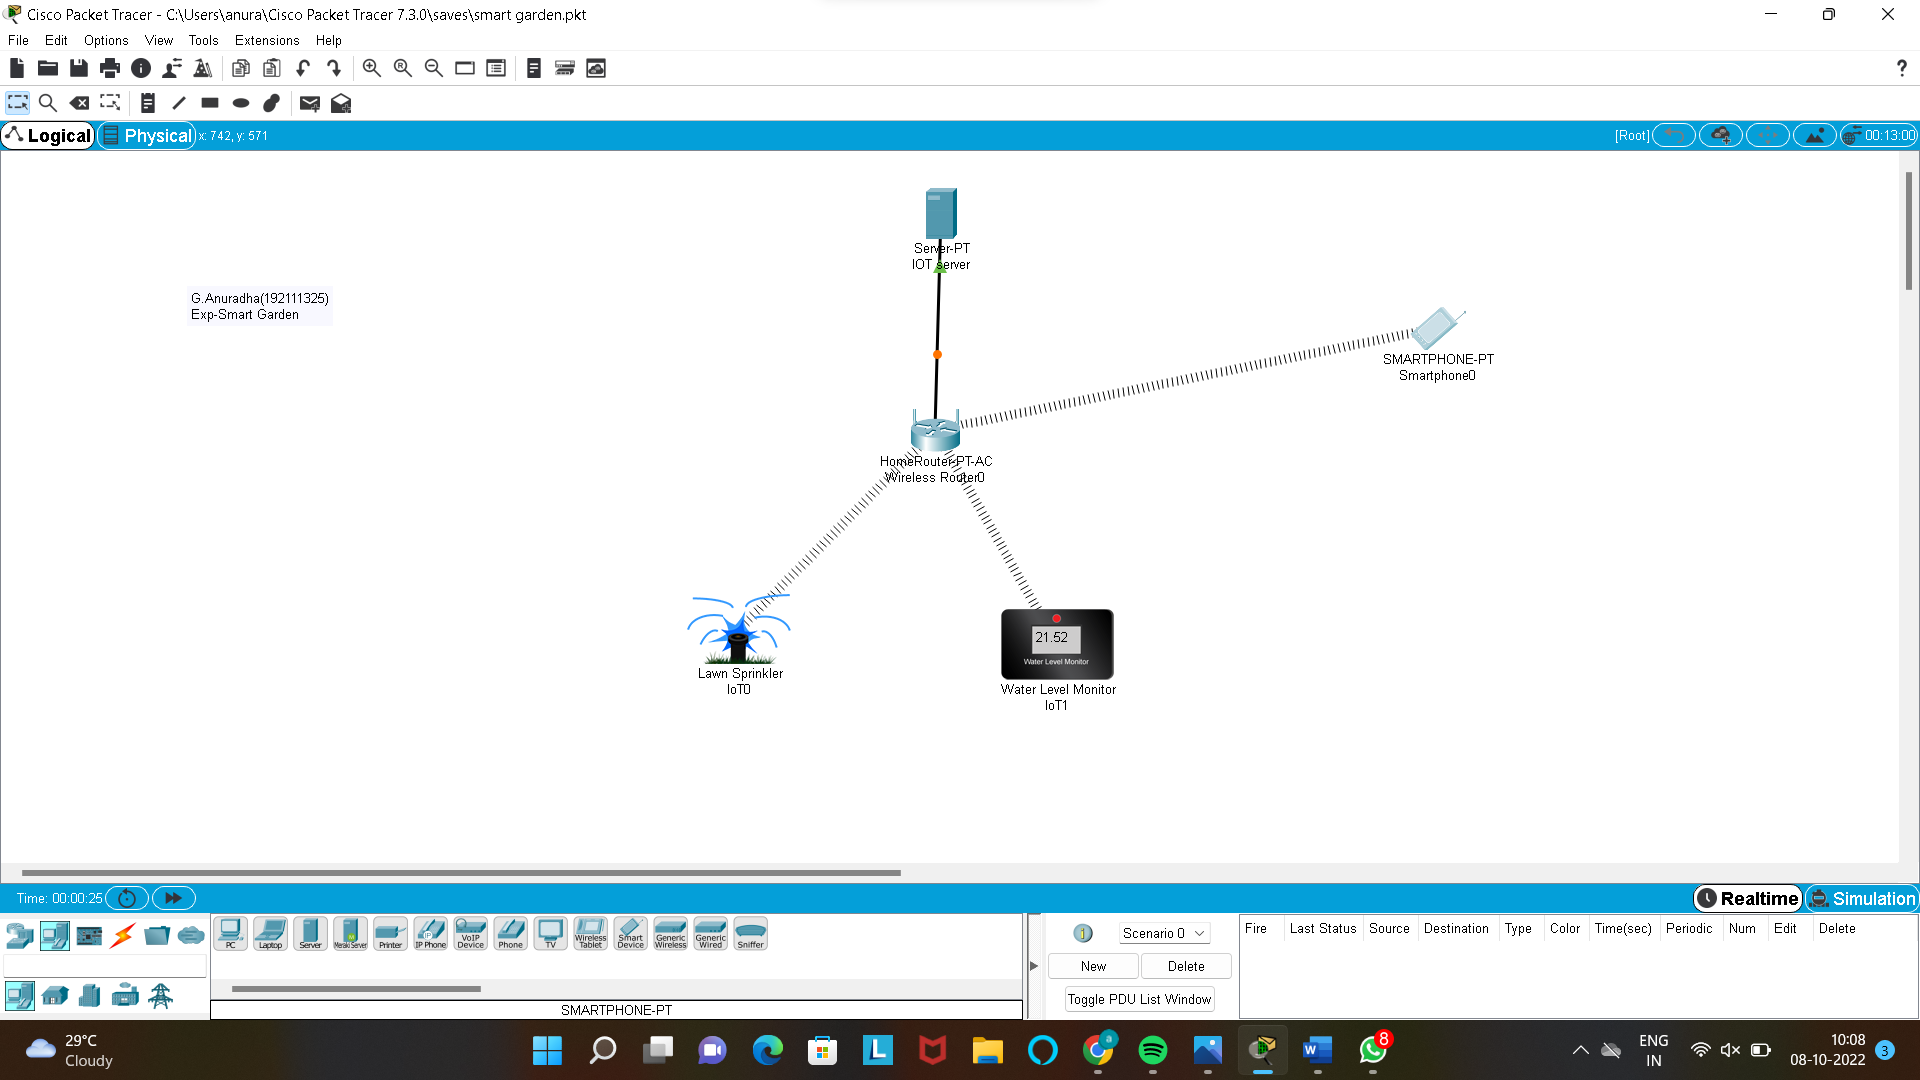 Cisco Packet Tracer - C:\Users\anura\Cisco Packet Tracer 7.3.0\saves\smart garden.pkt
File Edit Options View Tools Extensions Help
?
Logical Physical x: 742, y: 571 [Root] 00:13:00
Server-PT
IOT server
G.Anuradha(192111325)
Exp-Smart Garden
SMARTPHONE-PT
Smartphone0
HomeRouter-PT-AC
Wireless Router0
21.52
Water Level Monitor
Lawn Sprinkler
IoT0
Water Level Monitor
IoT1
Time: 00:00:25 Realtime Simulation
PC Laptop Server Meraki Server Printer IP Phone VoIP Device Phone TV Wireless Tablet Smart Device Generic Wireless Generic Wired Sniffer
Scenario 0
New Delete
Toggle PDU List Window
Fire Last Status Source Destination Type Color Time(sec) Periodic Num Edit Delete
SMARTPHONE-PT
29°C
Cloudy
8
ENG
IN
10:08
08-10-2022
3